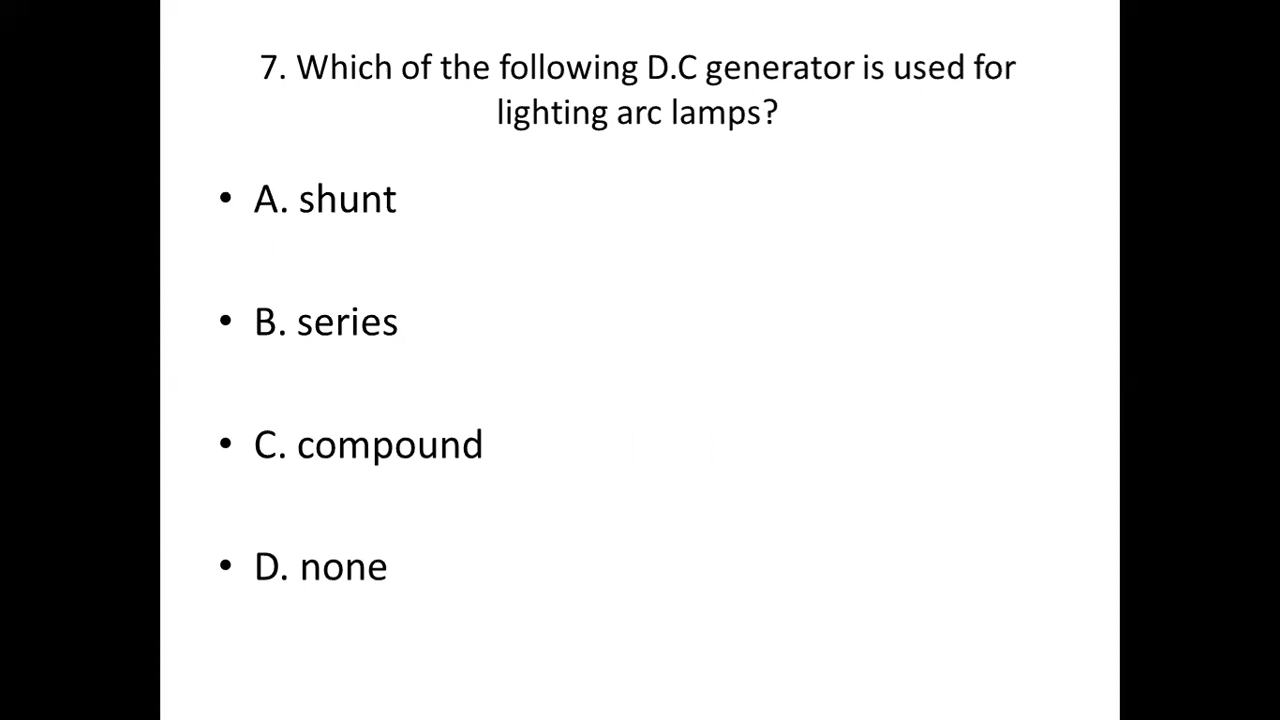 7. Which of the following D.C generator is used for
lighting arc lamps?
• A. shunt
• B. series
• C. compound
• D. none